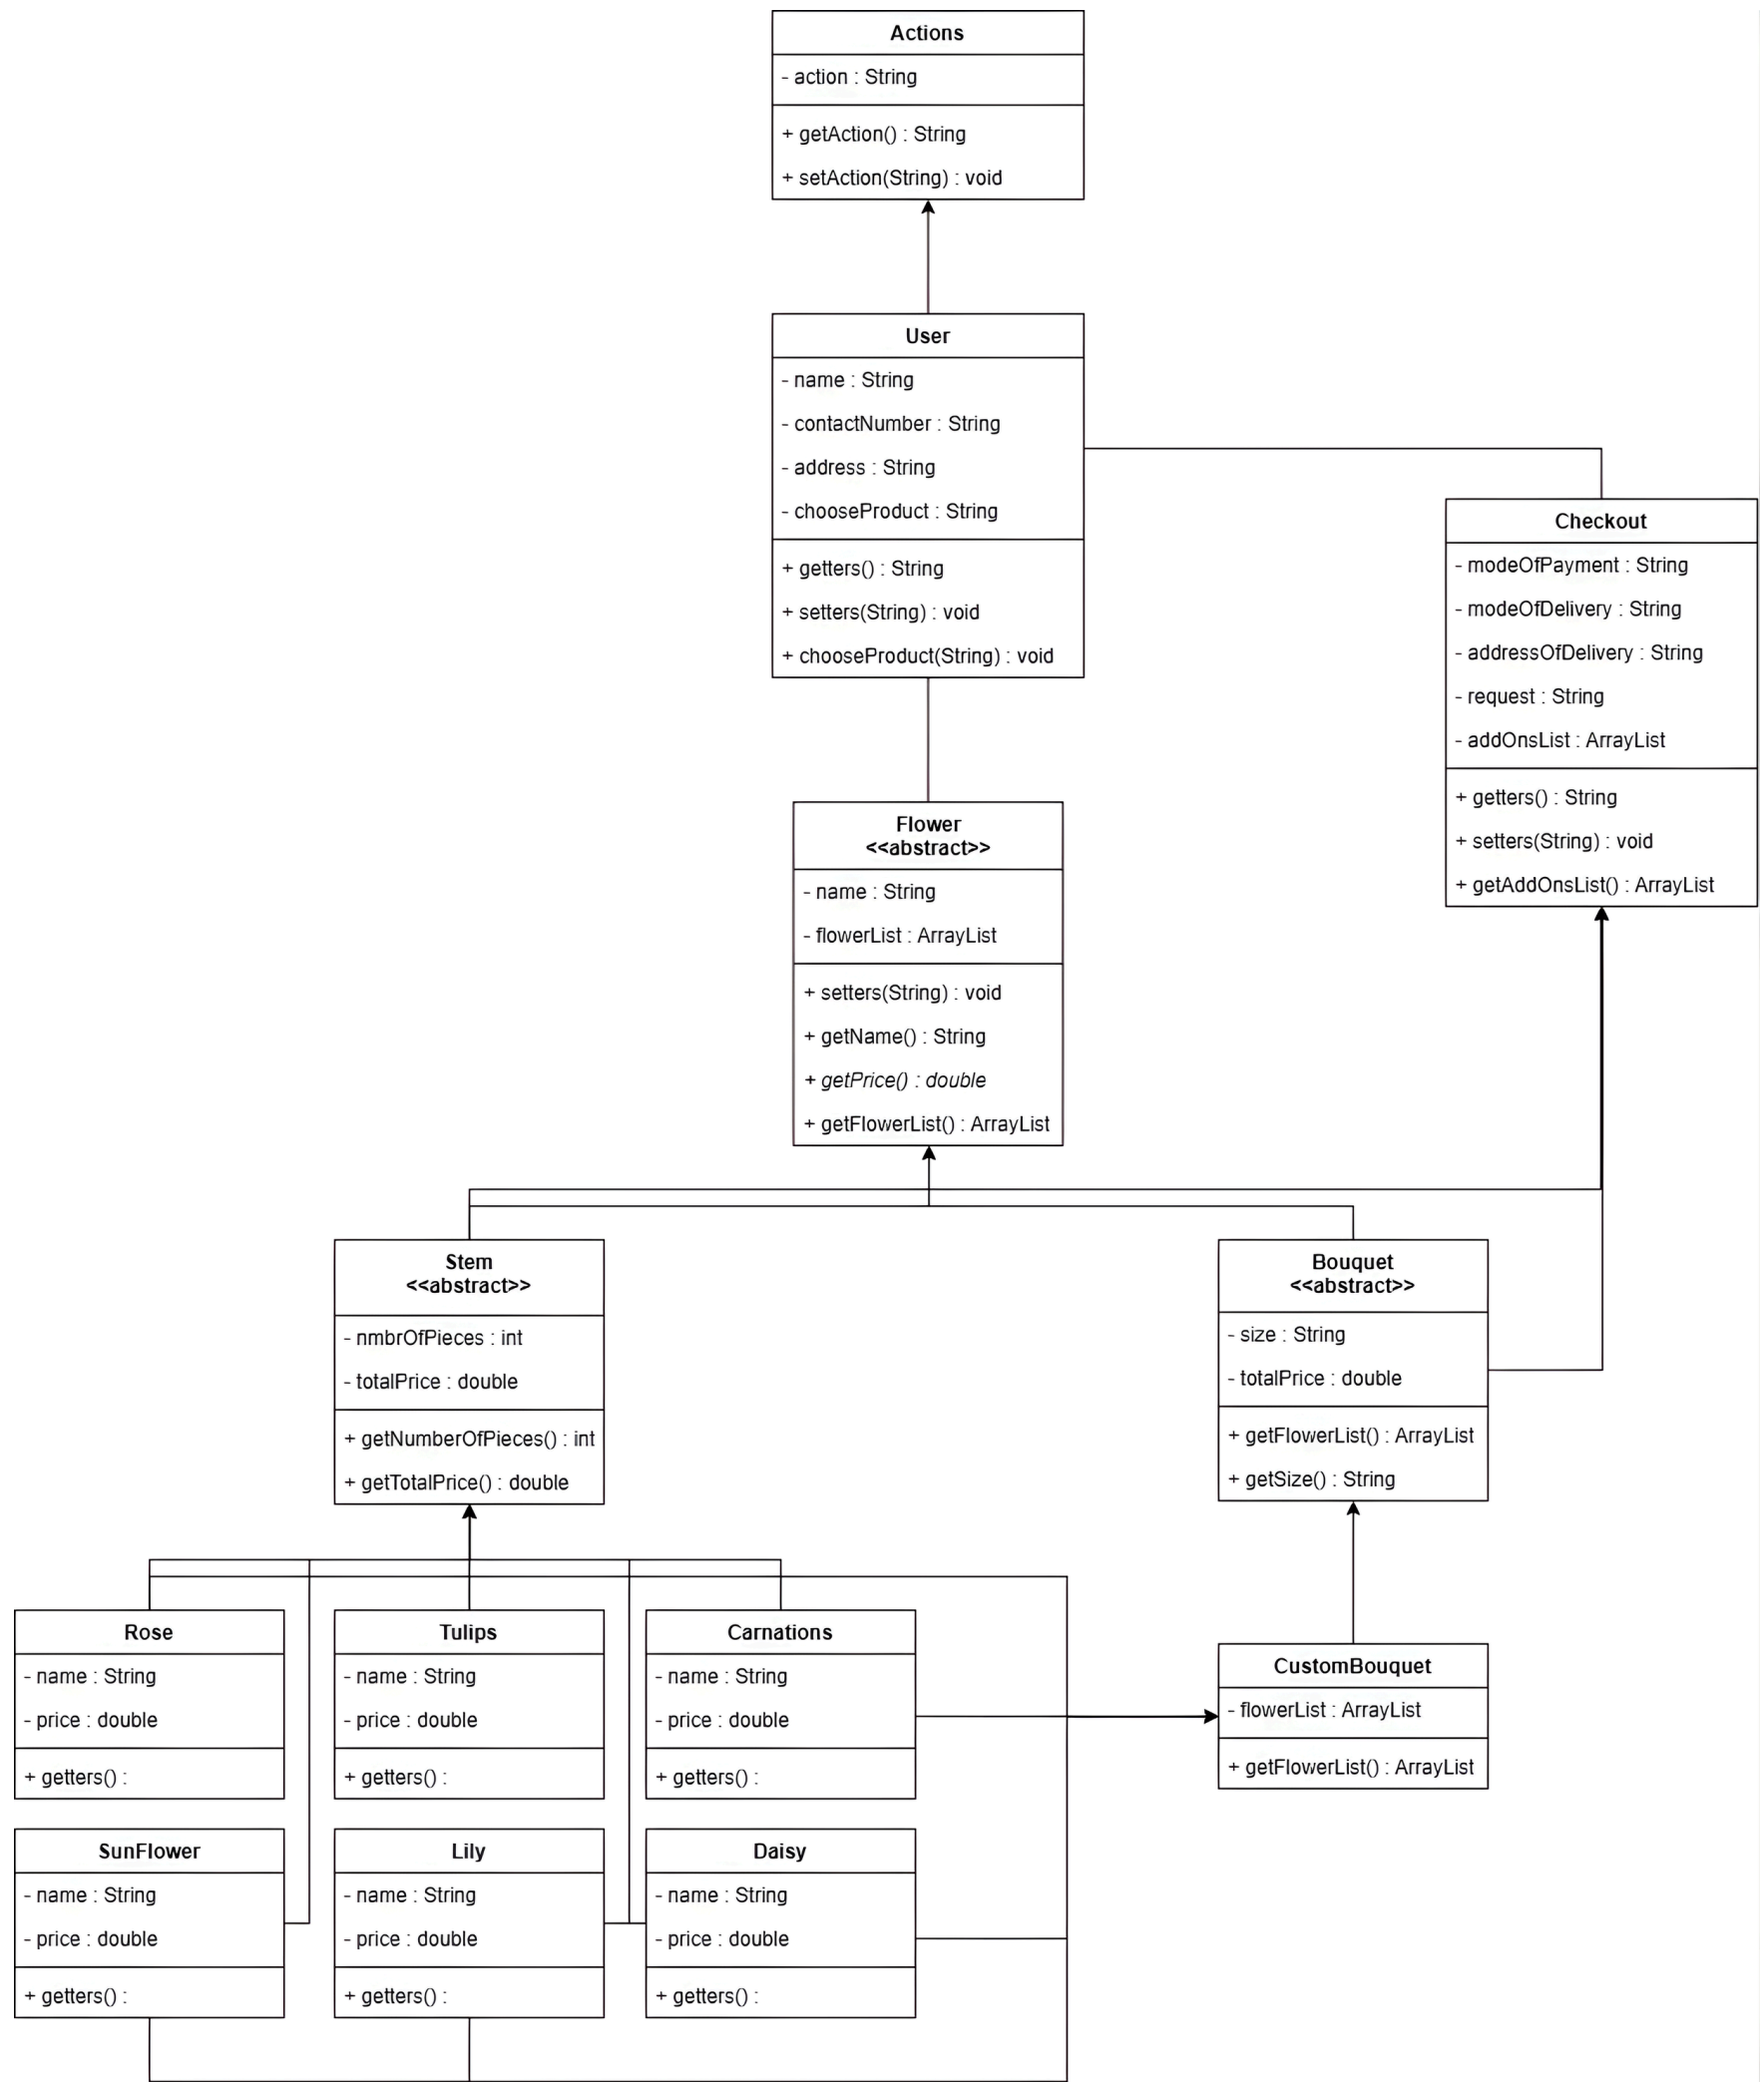 Actions
- action : String
+ getAction() : String
+ setAction(String) : void
User
- name : String
- contactNumber : String
- address : String
- chooseProduct : String
+ getters() : String
+ setters(String) : void
+ chooseProduct(String) : void
Checkout
- modeOfPayment : String
- modeOfDelivery : String
- addressOfDelivery : String
- request : String
- addOnsList : ArrayList
+ getters() : String
+ setters(String) : void
+ getAddOnsList() : ArrayList
Flower
<<abstract>>
- name : String
- flowerList : ArrayList
+ setters(String) : void
+ getName() : String
+ getPrice() : double
+ getFlowerList() : ArrayList
Stem
<<abstract>>
- nmbrOfPieces : int
- totalPrice : double
+ getNumberOfPieces() : int
+ getTotalPrice() : double
Bouquet
<<abstract>>
- size : String
- totalPrice : double
+ getFlowerList() : ArrayList
+ getSize() : String
Rose
- name : String
- price : double
+ getters() :
Tulips
- name : String
- price : double
+ getters() :
Carnations
- name : String
- price : double
+ getters() :
CustomBouquet
- flowerList : ArrayList
+ getFlowerList() : ArrayList
SunFlower
- name : String
- price : double
+ getters() :
Lily
- name : String
- price : double
+ getters() :
Daisy
- name : String
- price : double
+ getters() :